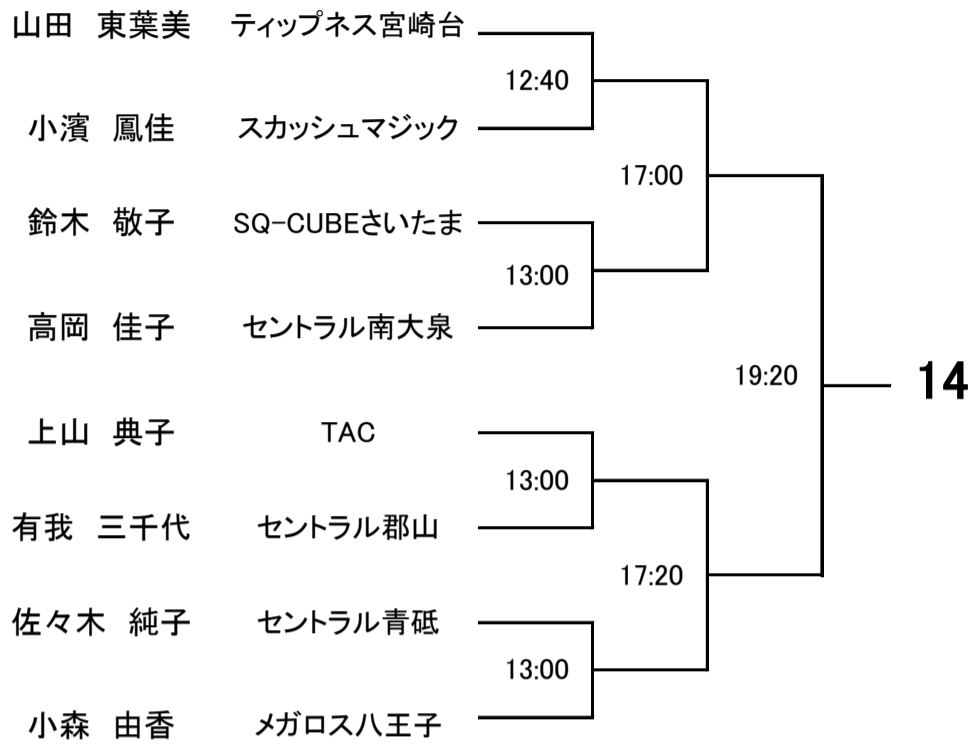 山田　東葉美　ティップネス宮崎台
12:40
小濱　鳳佳　スカッシュマジック
17:00
鈴木　敬子　SQ-CUBEさいたま
13:00
高岡　佳子　セントラル南大泉
19:20
14
上山　典子　TAC
13:00
有我　三千代　セントラル郡山
17:20
佐々木　純子　セントラル青砥
13:00
小森　由香　メガロス八王子